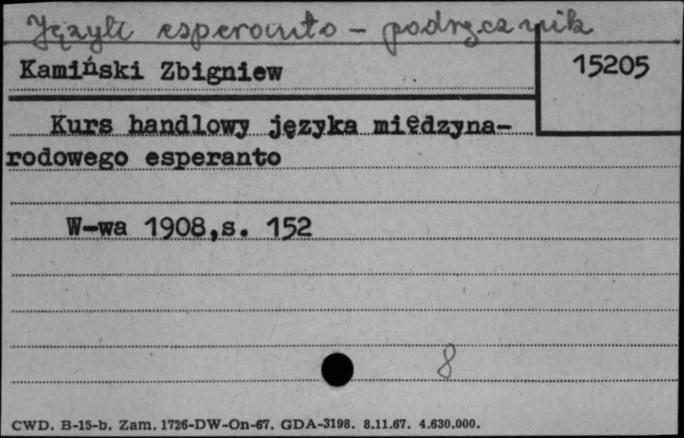 Język esperanto - podręcznik
Kamiński Zbigniew
15205
Kurs handlowy języka międzyna-
rodowego esperanto
W-wa 1908,s. 152
8
CWD. B-15-b. Zam. 1726-DW-On-67. GDA-3198. 8.11.67. 4.630.000.